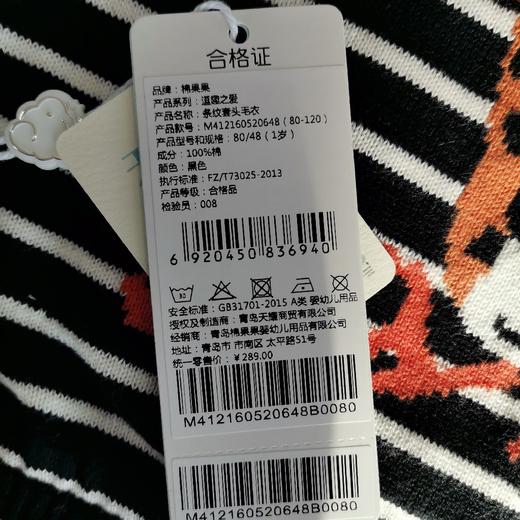 合格证
品牌：棉果果
产品系列：逗趣之爱
产品名称：条纹套头毛衣
产品款号：M412160520648（80-120）
产品型号和规格：80/48（1岁）
成分：100%棉
颜色：黑色
执行标准：FZ/T73025-2013
产品等级：合格品
检验员：008
6 920450 836940
安全标准：GB31701-2015 A类 婴幼儿用品
授权及制造商：青岛天缗商贸有限公司
经销商：青岛棉果果婴幼儿用品有限公司
地址：青岛市 市南区 太平路51号
统一零售价：¥289.00
M412160520648B0080
M412160520648B0080